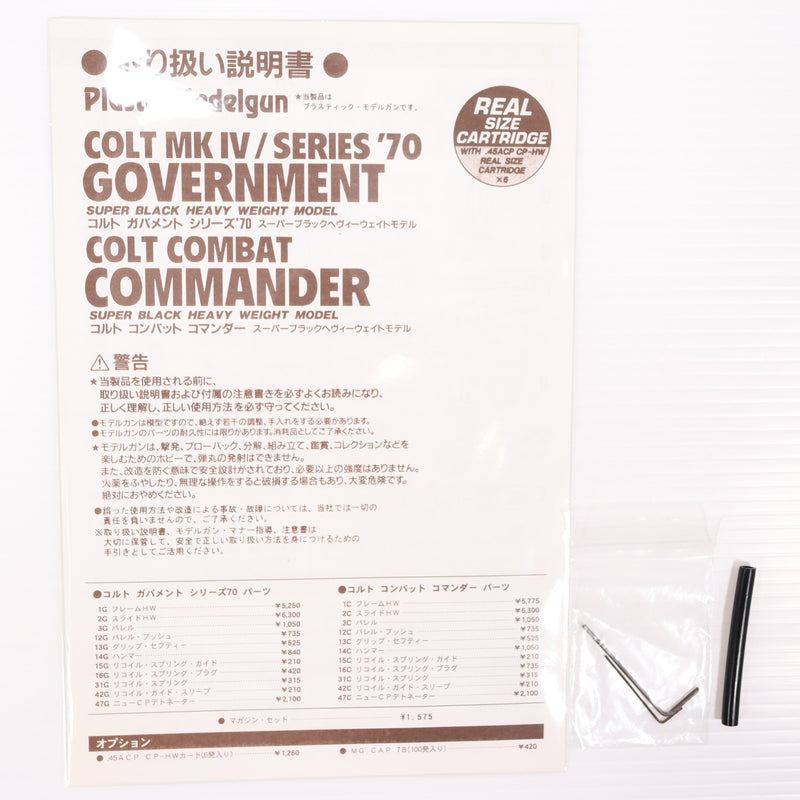 ● 取り扱い説明書 ●
Plastic Modelgun ★当製品は
プラスティック・モデルガンです。
REAL
SIZE
CARTRIDGE
WITH .45ACP CP-HW
REAL SIZE
CARTRIDGE
×6
COLT MK IV / SERIES '70
GOVERNMENT
SUPER BLACK HEAVY WEIGHT MODEL
コルト ガバメント シリーズ'70 スーパーブラックヘヴィーウェイトモデル
COLT COMBAT
COMMANDER
SUPER BLACK HEAVY WEIGHT MODEL
コルト コンバット コマンダー スーパーブラックヘヴィーウェイトモデル
⚠ 警告
★当製品を使用される前に、
取り扱い説明書および付属の注意書きを必ずよくお読みになり、
正しく理解し、正しい使用方法を必ず守ってください。
●モデルガンは模型ですので、絶えず若干の調整、手入れをする必要があります。
●モデルガンのパーツの耐久性には限りがあります。消耗品としてご了承ください。
★モデルガンは、撃発、ブローバック、分解、組み立て、鑑賞、コレクションなどを
楽しむためのホビーで、弾丸の発射はできません。
また、改造を防ぐ意味で安全設計がされており、必要以上の強度はありません。
火薬をふやしたり、無理な操作をすると破損する場合もあり、大変危険です。
絶対におやめください。
●誤った使用方法や改造による事故・故障については、当社では一切の
責任を負いませんので、ご了承ください。
※取り扱い説明書、モデルガン・マナー指導、注意書は
大切に保管して、安全で正しい取り扱い方法を身につけるための
手引きとしてご活用ください。
●コルト ガバメント シリーズ70 パーツ
1G フレームHW ¥5,250
2G スライドHW ¥6,300
3G バレル ¥1,050
12G バレル・ブッシュ ¥735
13G グリップ・セフティー ¥525
14G ハンマー ¥840
15G リコイル・スプリング・ガイド ¥210
16G リコイル・スプリング・プラグ ¥420
31G リコイル・スプリング ¥315
42G リコイル・ガイド・スリーブ ¥210
47G ニューCPデトネーター ¥2,100
●コルト コンバット コマンダー パーツ
1C フレームHW ¥5,775
2C スライドHW ¥6,300
3C バレル ¥1,050
12C バレル・ブッシュ ¥735
13C グリップ・セフティー ¥525
14C ハンマー ¥1,050
15C リコイル・スプリング・ガイド ¥210
16C リコイル・スプリング・プラグ ¥735
31C リコイル・スプリング ¥315
42C リコイル・ガイド・スリーブ ¥210
47C ニューCPデトネーター ¥2,100
● マガジン・セット ¥1,575
オプション
● .45ACP CP-HWカート(6発入り) ¥1,260
● MG CAP 7B(100発入り) ¥420